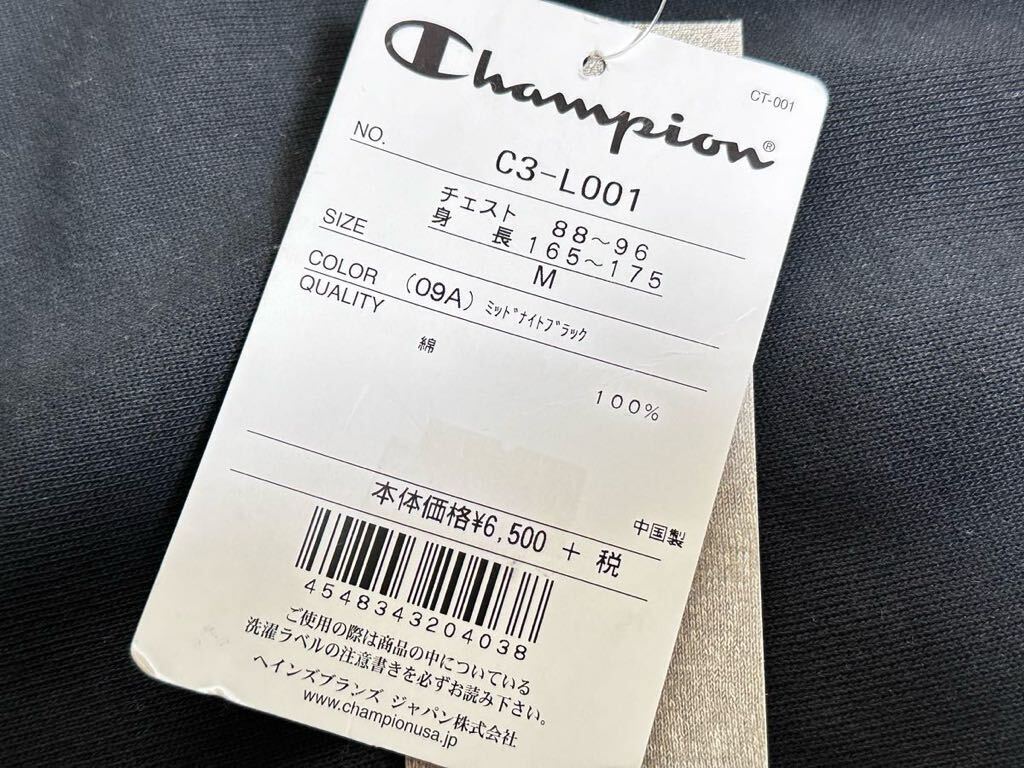 Champion®
CT-001
NO.
C3-L001
チェスト 88～96
身 長 165～175
SIZE
M
COLOR (09A) ミッドナイトブラック
QUALITY
綿 100%
中国製
本体価格¥6,500 + 税
4548343204038
ご使用の際は商品の中についている
洗濯ラベルの注意書きを必ずお読み下さい。
ヘインズブランズ ジャパン株式会社
www.championusa.jp